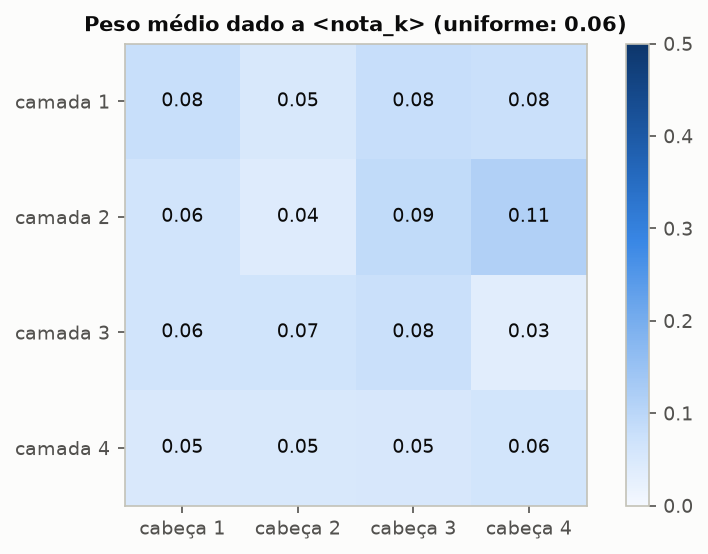 Peso médio dado a <nota_k> (uniforme: 0.06)
camada 1 0.08 0.05 0.08 0.08
camada 2 0.06 0.04 0.09 0.11
camada 3 0.06 0.07 0.08 0.03
camada 4 0.05 0.05 0.05 0.06
cabeça 1 cabeça 2 cabeça 3 cabeça 4
0.5
0.4
0.3
0.2
0.1
0.0